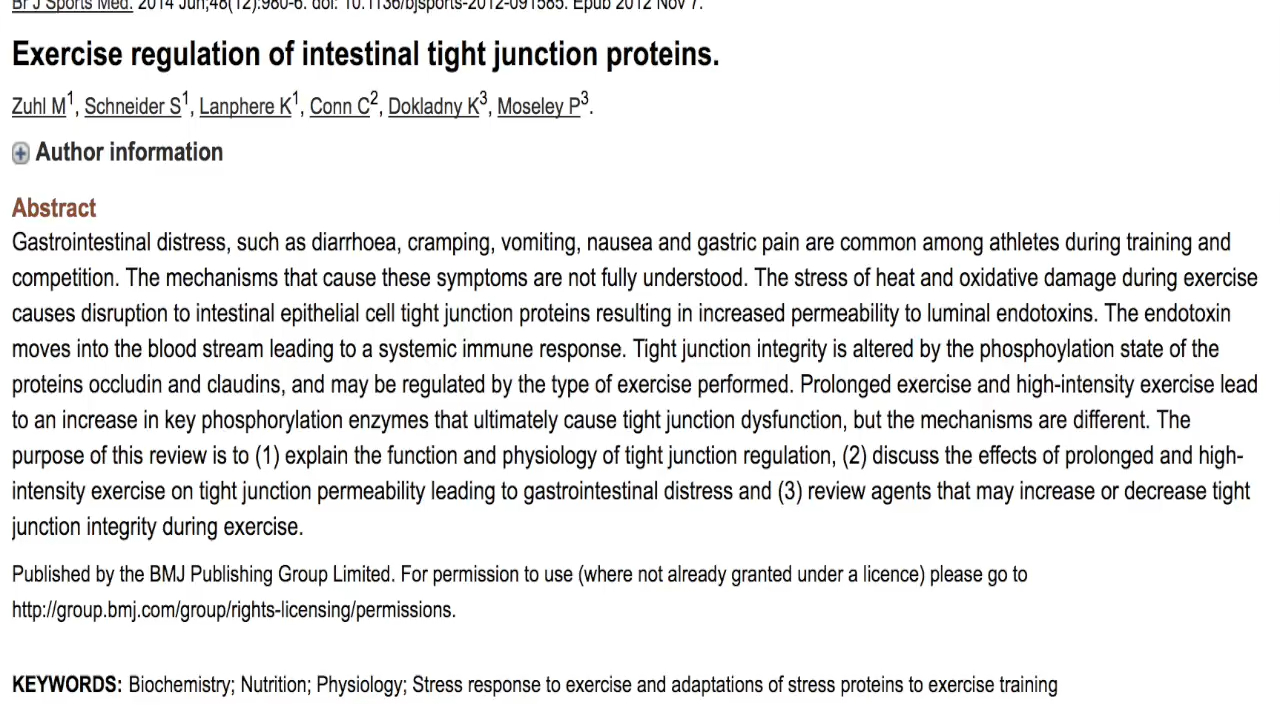 Br J Sports Med. 2014 Jun;48(12):980-6. doi: 10.1136/bjsports-2012-091585. Epub 2012 Nov 7.
Exercise regulation of intestinal tight junction proteins.
Zuhl M1, Schneider S1, Lanphere K1, Conn C2, Dokladny K3, Moseley P3.
Author information
Abstract
Gastrointestinal distress, such as diarrhoea, cramping, vomiting, nausea and gastric pain are common among athletes during training and
competition. The mechanisms that cause these symptoms are not fully understood. The stress of heat and oxidative damage during exercise
causes disruption to intestinal epithelial cell tight junction proteins resulting in increased permeability to luminal endotoxins. The endotoxin
moves into the blood stream leading to a systemic immune response. Tight junction integrity is altered by the phosphoylation state of the
proteins occludin and claudins, and may be regulated by the type of exercise performed. Prolonged exercise and high-intensity exercise lead
to an increase in key phosphorylation enzymes that ultimately cause tight junction dysfunction, but the mechanisms are different. The
purpose of this review is to (1) explain the function and physiology of tight junction regulation, (2) discuss the effects of prolonged and high-
intensity exercise on tight junction permeability leading to gastrointestinal distress and (3) review agents that may increase or decrease tight
junction integrity during exercise.
Published by the BMJ Publishing Group Limited. For permission to use (where not already granted under a licence) please go to
http://group.bmj.com/group/rights-licensing/permissions.
KEYWORDS: Biochemistry; Nutrition; Physiology; Stress response to exercise and adaptations of stress proteins to exercise training